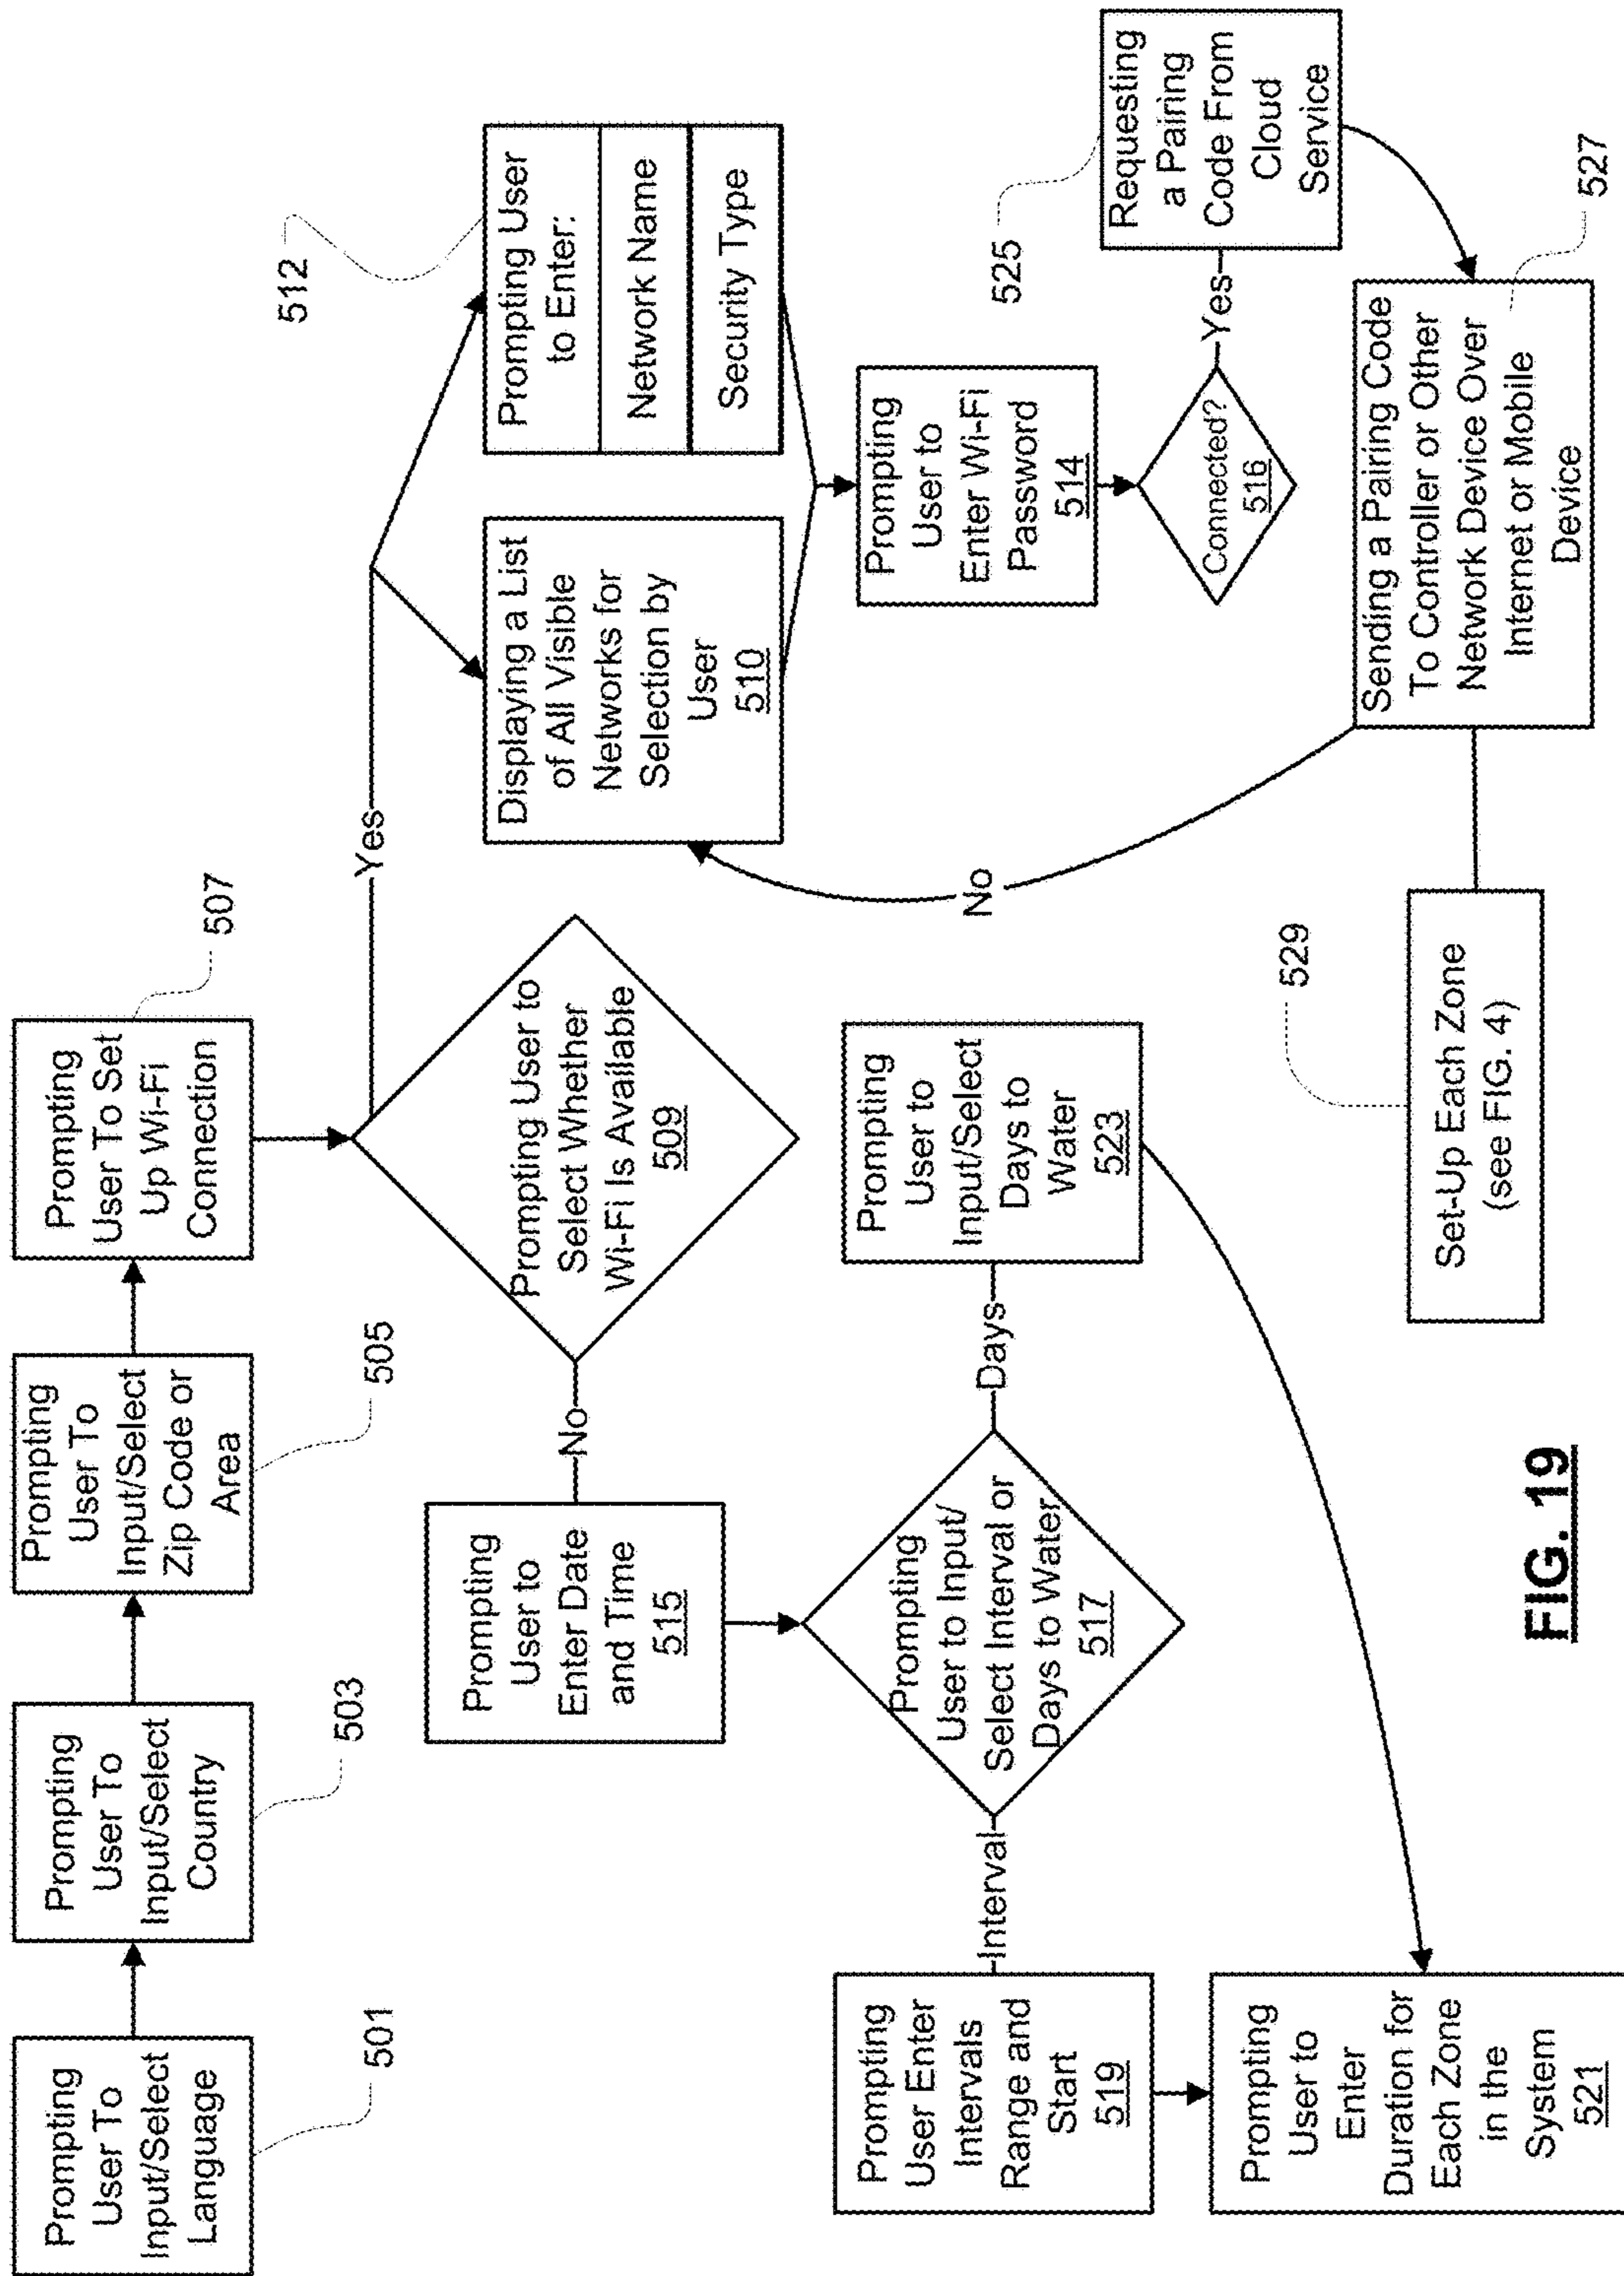 Prompting
User To
Input/Select
Language
501
Prompting
User To
Input/Select
Country
503
Prompting
User To
Input/Select
Zip Code or
Area
505
Prompting
User To Set
Up Wi-Fi
Connection
507
Prompting User to
Select Whether
Wi-Fi Is Available
509
Yes
No
Displaying a List
of All Visible
Networks for
Selection by
User
510
Prompting User
to Enter:
Network Name
Security Type
512
Prompting
User to
Enter Wi-Fi
Password
514
Connected?
516
Yes
Requesting
a Pairing
Code From
Cloud
Service
525
Sending a Pairing Code
To Controller or Other
Network Device Over
Internet or Mobile
Device
527
No
Set-Up Each Zone
(see FIG. 4)
529
Prompting
User to
Enter Date
and Time
515
Prompting
User to Input/
Select Interval or
Days to Water
517
Interval
Days
Prompting
User Enter
Intervals
Range and
Start
519
Prompting
User to
Input/Select
Days to
Water
523
Prompting
User to
Enter
Duration for
Each Zone
in the
System
521
FIG. 19